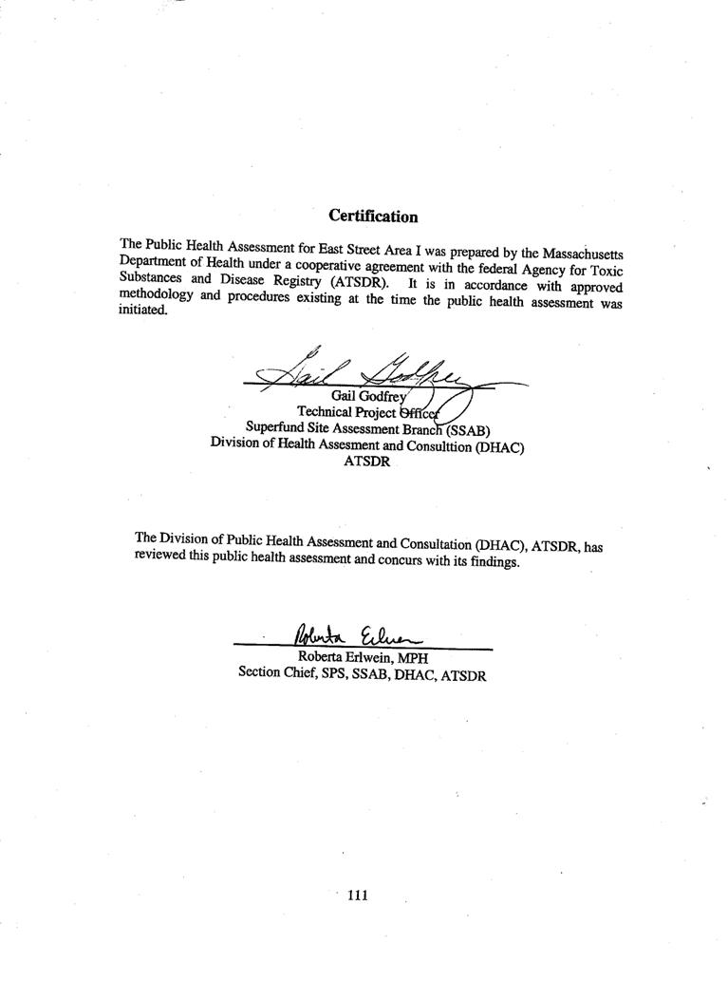 Certification
The Public Health Assessment for East Street Area I was prepared by the Massachusetts
Department of Health under a cooperative agreement with the federal Agency for Toxic
Substances and Disease Registry (ATSDR). It is in accordance with approved
methodology and procedures existing at the time the public health assessment was
initiated.
Gail Godfrey
Gail Godfrey
Technical Project Officer
Superfund Site Assessment Branch (SSAB)
Division of Health Assesment and Consulttion (DHAC)
ATSDR
The Division of Public Health Assessment and Consultation (DHAC), ATSDR, has
reviewed this public health assessment and concurs with its findings.
Roberta Erlwein
Roberta Erlwein, MPH
Section Chief, SPS, SSAB, DHAC, ATSDR
111